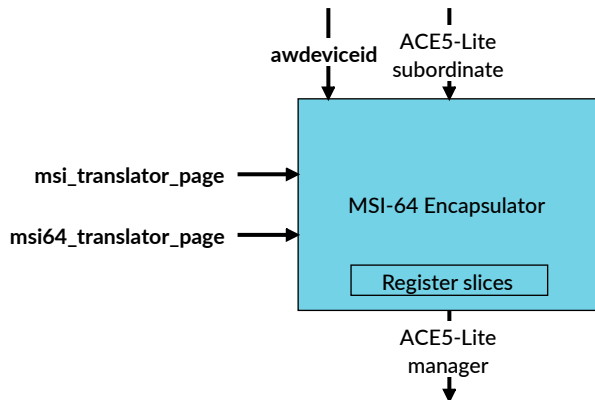 awdeviceid
ACE5-Lite
subordinate
msi_translator_page
msi64_translator_page
MSI-64 Encapsulator
Register slices
ACE5-Lite
manager